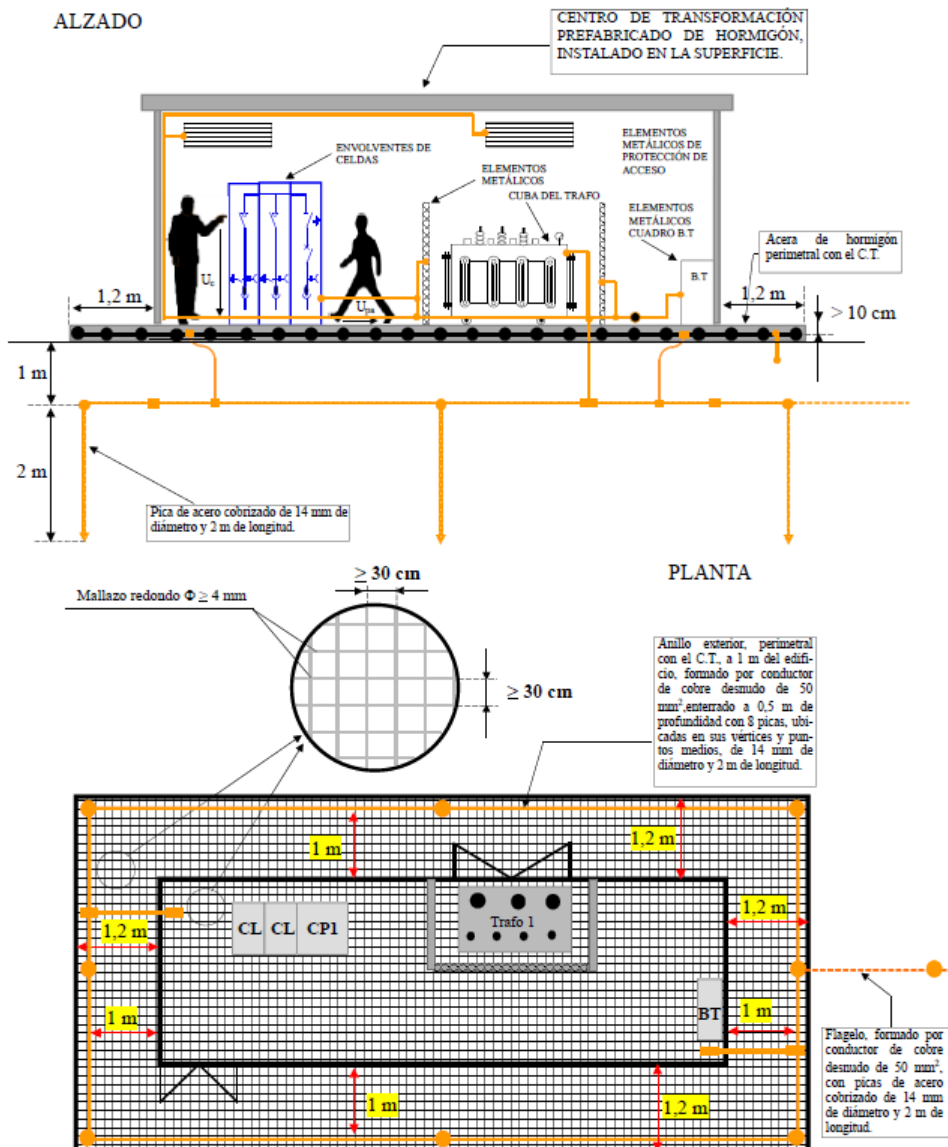 ALZADO
CENTRO DE TRANSFORMACIÓN
PREFABRICADO DE HORMIGÓN,
INSTALADO EN LA SUPERFICIE.
ENVOLVENTES DE
CELDAS
ELEMENTOS
METÁLICOS
CUBA DEL TRAFO
ELEMENTOS
METÁLICOS DE
PROTECCIÓN DE
ACCESO
ELEMENTOS
METÁLICOS
CUADRO B.T
B.T
Acera de hormigón
perimetral con el C.T.
Uc
Upa
1,2 m
1,2 m
> 10 cm
1 m
2 m
Pica de acero cobrizado de 14 mm de
diámetro y 2 m de longitud.
PLANTA
≥ 30 cm
Mallazo redondo Φ ≥ 4 mm
≥ 30 cm
Anillo exterior, perimetral
con el C.T., a 1 m del edifi-
cio, formado por conductor
de cobre desnudo de 50
mm²,enterrado a 0,5 m de
profundidad con 8 picas, ubi-
cadas en sus vértices y pun-
tos medios, de 14 mm de
diámetro y 2 m de longitud.
1 m
1,2 m
CL
CL
CP1
Trafo 1
1,2 m
1,2 m
BT
1 m
1 m
1 m
1,2 m
Flagelo, formado por
conductor de cobre
desnudo de 50 mm²,
con picas de acero
cobrizado de 14 mm
de diámetro y 2 m de
longitud.